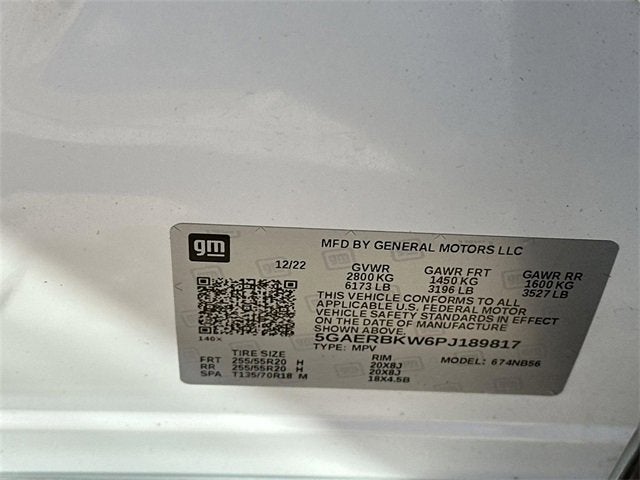 gm
MFD BY GENERAL MOTORS LLC
12/22 GVWR GAWR FRT GAWR RR
2800 KG 1450 KG 1600 KG
6173 LB 3196 LB 3527 LB
THIS VEHICLE CONFORMS TO ALL
APPLICABLE U.S. FEDERAL MOTOR
VEHICLE SAFETY STANDARDS IN EFFECT
ON THE DATE OF MANUFACTURE
SHOWN ABOVE.
140X 5GAERBKW6PJ189817
TYPE: MPV MODEL: 674NB56
TIRE SIZE RIM
FRT 255/55R20 H 20X8J
RR 255/55R20 H 20X8J
SPA T135/70R18 M 18X4.5B